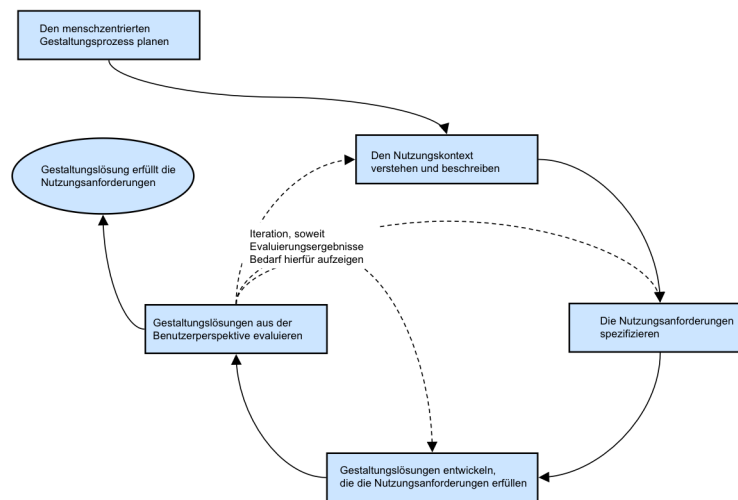 Den menschzentrierten
Gestaltungsprozess planen
Den Nutzungskontext
verstehen und beschreiben
Gestaltungslösung erfüllt die
Nutzungsanforderungen
Iteration, soweit
Evaluierungsergebnisse
Bedarf hierfür aufzeigen
Gestaltungslösungen aus der
Benutzerperspektive evaluieren
Die Nutzungsanforderungen
spezifizieren
Gestaltungslösungen entwickeln,
die die Nutzungsanforderungen erfüllen